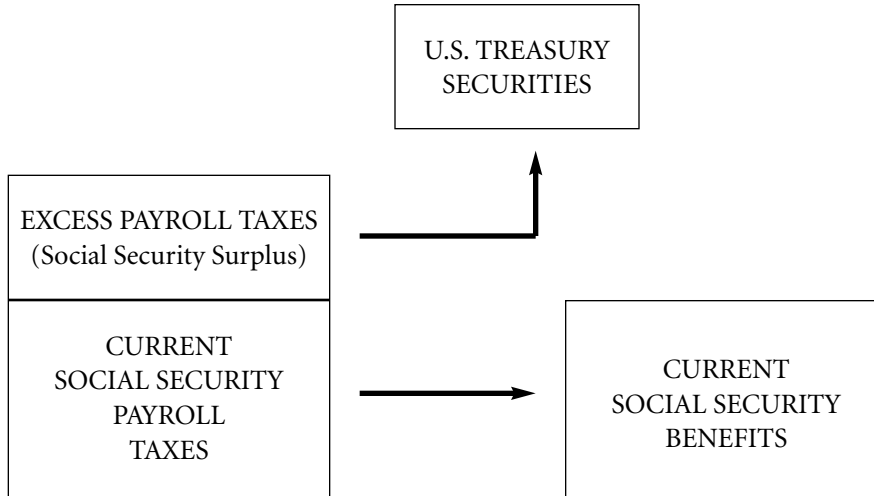 U.S. TREASURY
SECURITIES
EXCESS PAYROLL TAXES
(Social Security Surplus)
CURRENT
SOCIAL SECURITY
PAYROLL
TAXES
CURRENT
SOCIAL SECURITY
BENEFITS